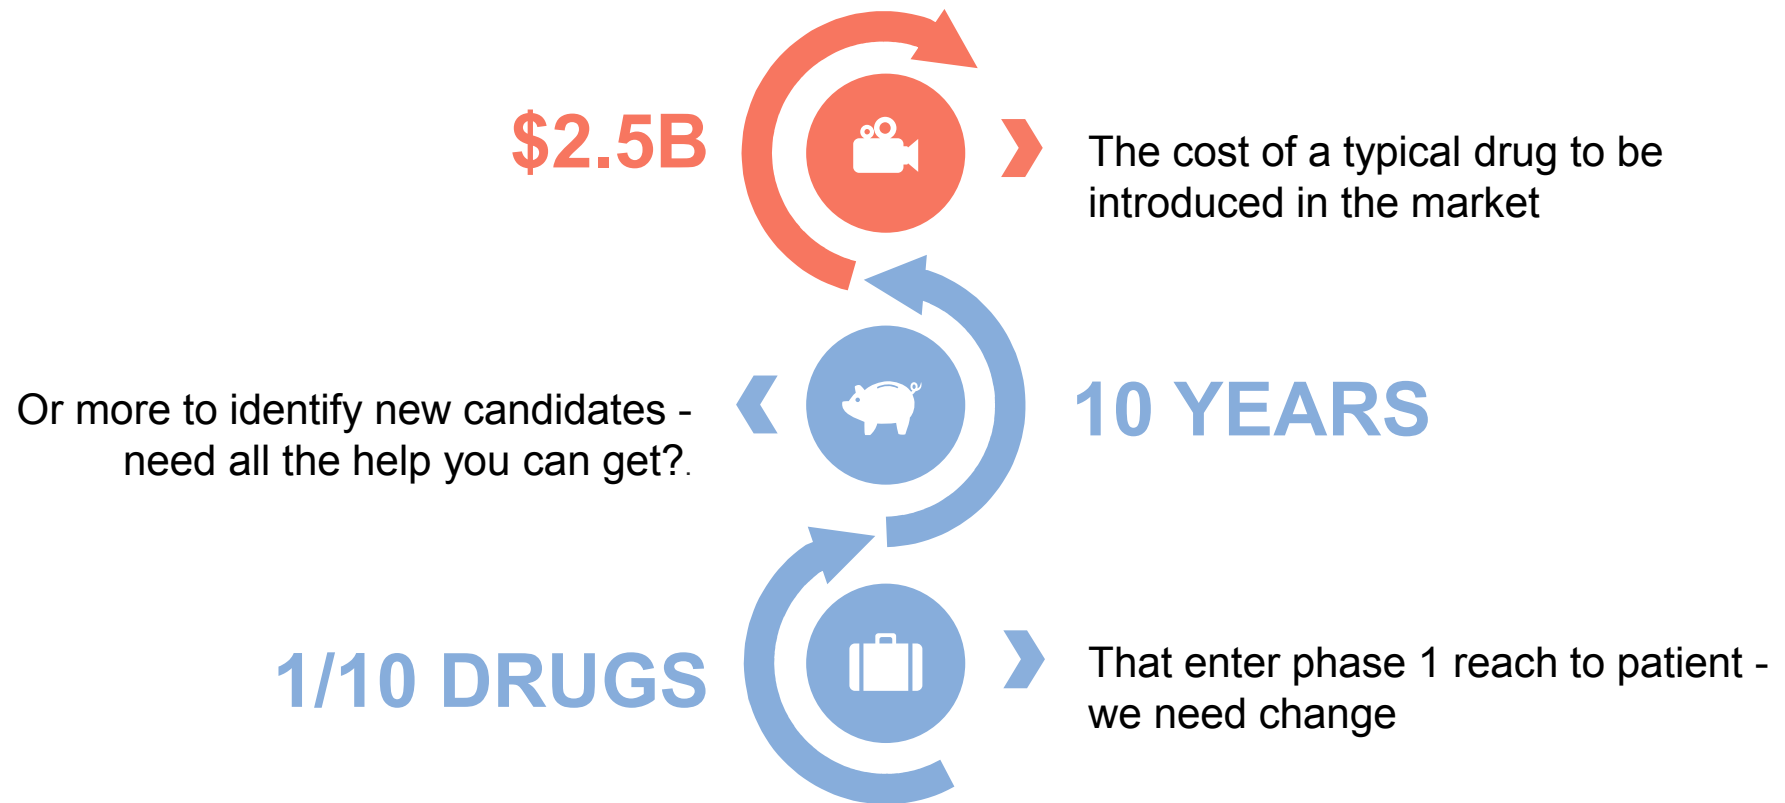 $2.5B
The cost of a typical drug to be
introduced in the market
10 YEARS
Or more to identify new candidates -
need all the help you can get?.
1/10 DRUGS
That enter phase 1 reach to patient -
we need change